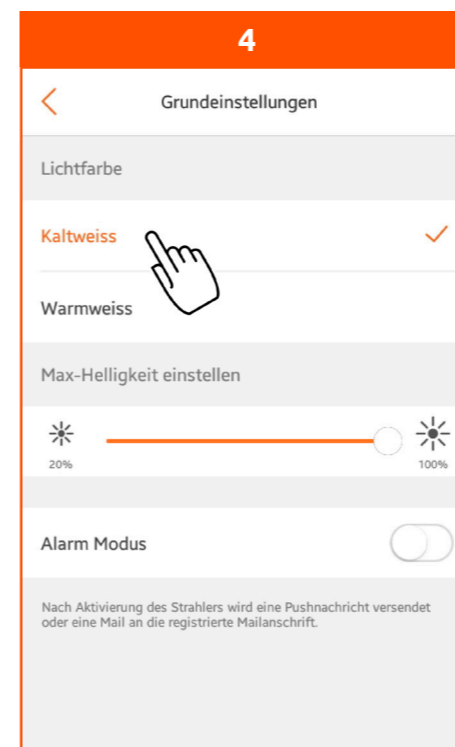 4
Grundeinstellungen
Lichtfarbe
Kaltweiss
Warmweiss
Max-Helligkeit einstellen
20%
100%
Alarm Modus
Nach Aktivierung des Strahlers wird eine Pushnachricht versendet
oder eine Mail an die registrierte Mailanschrift.